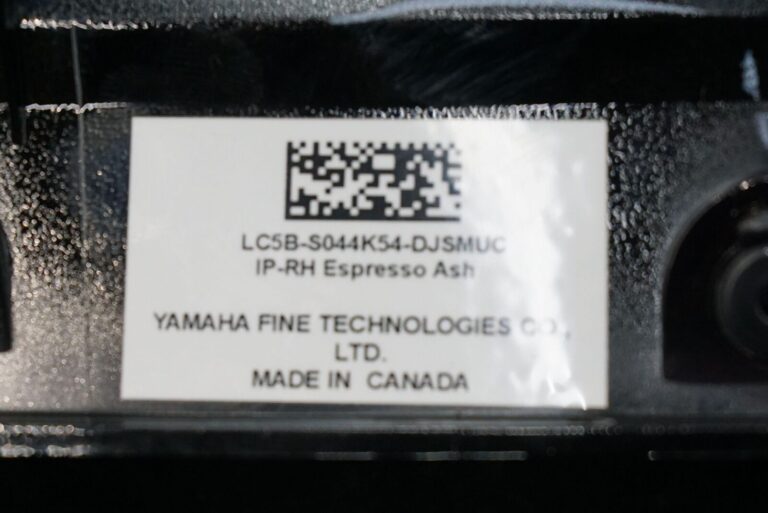 LC5B-S044K54-DJSMUC
IP-RH Espresso Ash
YAMAHA FINE TECHNOLOGIES CO.,
LTD.
MADE IN CANADA